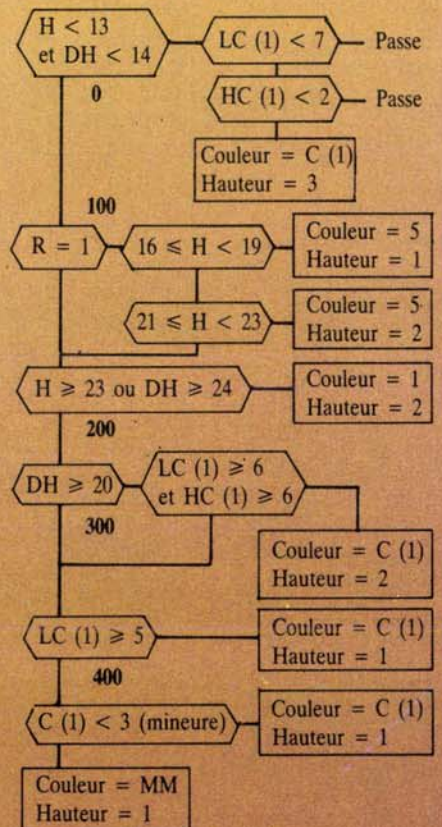 H < 13
et DH < 14
LC (1) < 7
Passe
0
HC (1) < 2
Passe
Couleur = C (1)
Hauteur = 3
100
R = 1
16 ≤ H < 19
Couleur = 5
Hauteur = 1
21 ≤ H < 23
Couleur = 5
Hauteur = 2
H ≥ 23 ou DH ≥ 24
Couleur = 1
Hauteur = 2
200
DH ≥ 20
LC (1) ≥ 6
et HC (1) ≥ 6
300
Couleur = C (1)
Hauteur = 2
LC (1) ≥ 5
Couleur = C (1)
Hauteur = 1
400
C (1) < 3 (mineure)
Couleur = C (1)
Hauteur = 1
Couleur = MM
Hauteur = 1